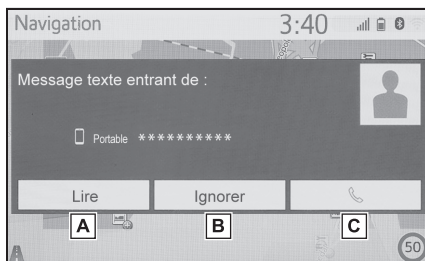 Navigation 3:40
Message texte entrant de :
Portable **********
Lire Ignorer
A B C
50